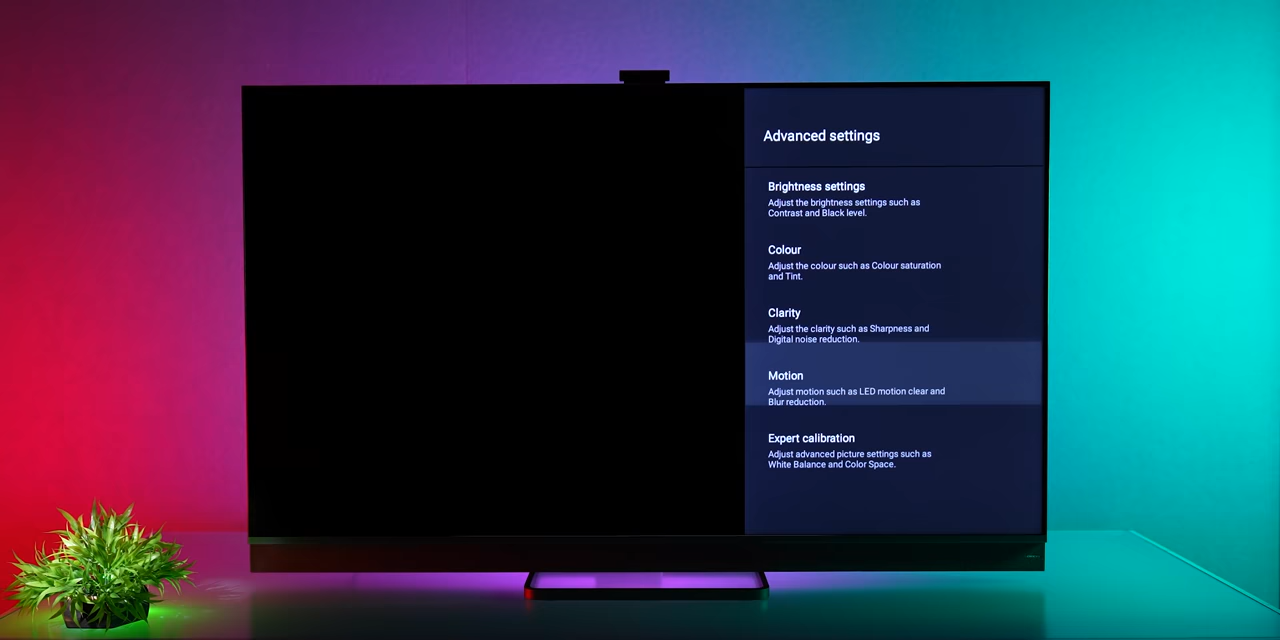 Advanced settings
Brightness settings
Adjust the brightness settings such as
Contrast and Black level.
Colour
Adjust the colour such as Colour saturation
and Tint.
Clarity
Adjust the clarity such as Sharpness and
Digital noise reduction.
Motion
Adjust motion such as LED motion clear and
Blur reduction.
Expert calibration
Adjust advanced picture settings such as
White Balance and Color Space.